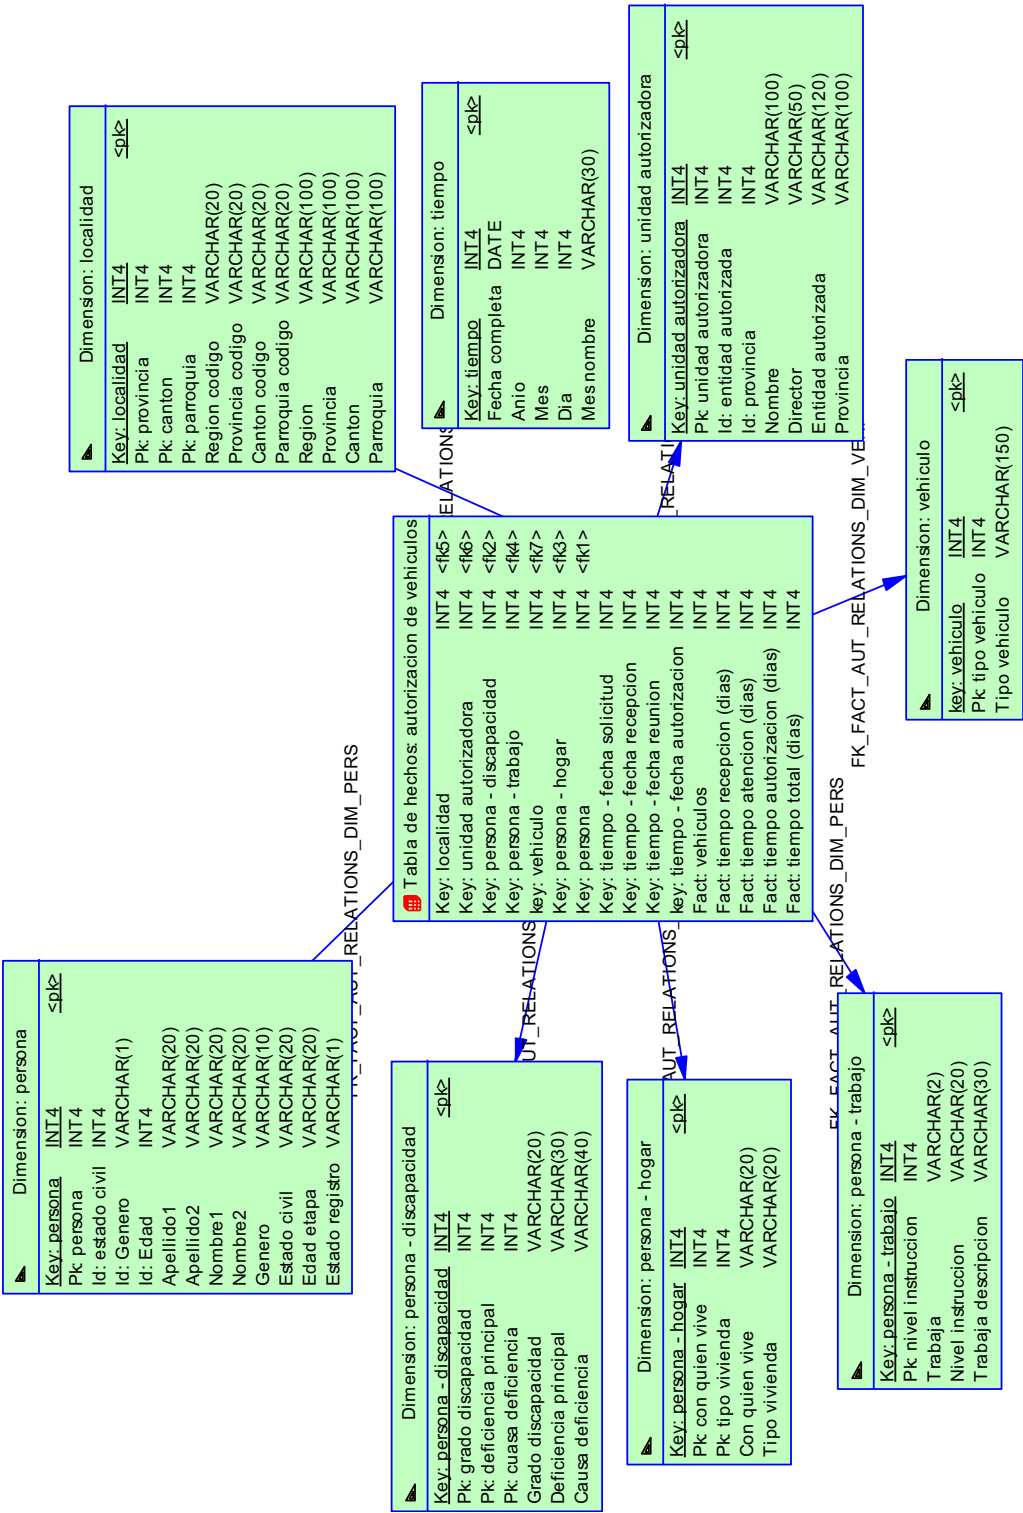 Dimension: persona
Key: persona INT4 <pk>
Pk: persona INT4
Id: estado civil INT4
Id: Genero VARCHAR(1)
Id: Edad INT4
Apellido1 VARCHAR(20)
Apellido2 VARCHAR(20)
Nombre1 VARCHAR(20)
Nombre2 VARCHAR(20)
Genero VARCHAR(10)
Estado civil VARCHAR(20)
Edad etapa VARCHAR(20)
Estado registro VARCHAR(1)
Dimension: localidad
Key: localidad INT4 <pk>
Pk: provincia INT4
Pk: canton INT4
Pk: parroquia INT4
Region codigo VARCHAR(20)
Provincia codigo VARCHAR(20)
Canton codigo VARCHAR(20)
Parroquia codigo VARCHAR(20)
Region VARCHAR(100)
Provincia VARCHAR(100)
Canton VARCHAR(100)
Parroquia VARCHAR(100)
FK_FACT_AUT_RELATIONS_DIM_PERS
Dimension: persona - discapacidad
Key: persona - discapacidad INT4 <pk>
Pk: grado discapacidad INT4
Pk: deficiencia principal INT4
Pk: cuasa deficiencia INT4
Grado discapacidad VARCHAR(20)
Deficiencia principal VARCHAR(30)
Causa deficiencia VARCHAR(40)
UT_RELATIONS
Tabla de hechos: autorizacion de vehiculos
Key: localidad INT4 <fk5>
Key: unidad autorizadora INT4 <fk6>
Key: persona - discapacidad INT4 <fk2>
Key: persona - trabajo INT4 <fk4>
key: vehiculo INT4 <fk7>
Key: persona - hogar INT4 <fk3>
Key: persona INT4 <fk1>
Key: tiempo - fecha solicitud INT4
Key: tiempo - fecha recepcion INT4
Key: tiempo - fecha reunion INT4
key: tiempo - fecha autorizacion INT4
Fact: vehiculos INT4
Fact: tiempo recepcion (dias) INT4
Fact: tiempo atencion (dias) INT4
Fact: tiempo autorizacion (dias) INT4
Fact: tiempo total (dias) INT4
ELATIONS
Dimension: tiempo
Key: tiempo INT4 <pk>
Fecha completa DATE
Anio INT4
Mes INT4
Dia INT4
Mes nombre VARCHAR(30)
Dimension: persona - hogar
Key: persona - hogar INT4 <pk>
Pk: con quien vive INT4
Pk: tipo vivienda INT4
Con quien vive VARCHAR(20)
Tipo vivienda VARCHAR(20)
AUT_RELATIONS_
_RELATI
Dimension: unidad autorizadora
Key: unidad autorizadora INT4 <pk>
Pk: unidad autorizadora INT4
Id: entidad autorizada INT4
Id: provincia INT4
Nombre VARCHAR(100)
Director VARCHAR(50)
Entidad autorizada VARCHAR(120)
Provincia VARCHAR(100)
FK_FACT_AUT_RELATIONS_DIM_PERS
FK_FACT_AUT_RELATIONS_DIM_VE
Dimension: persona - trabajo
Key: persona - trabajo INT4 <pk>
Pk: nivel instruccion INT4
Trabaja VARCHAR(2)
Nivel instruccion VARCHAR(20)
Trabaja descripcion VARCHAR(30)
Dimension: vehiculo
key: vehiculo INT4 <pk>
Pk: tipo vehiculo INT4
Tipo vehiculo VARCHAR(150)